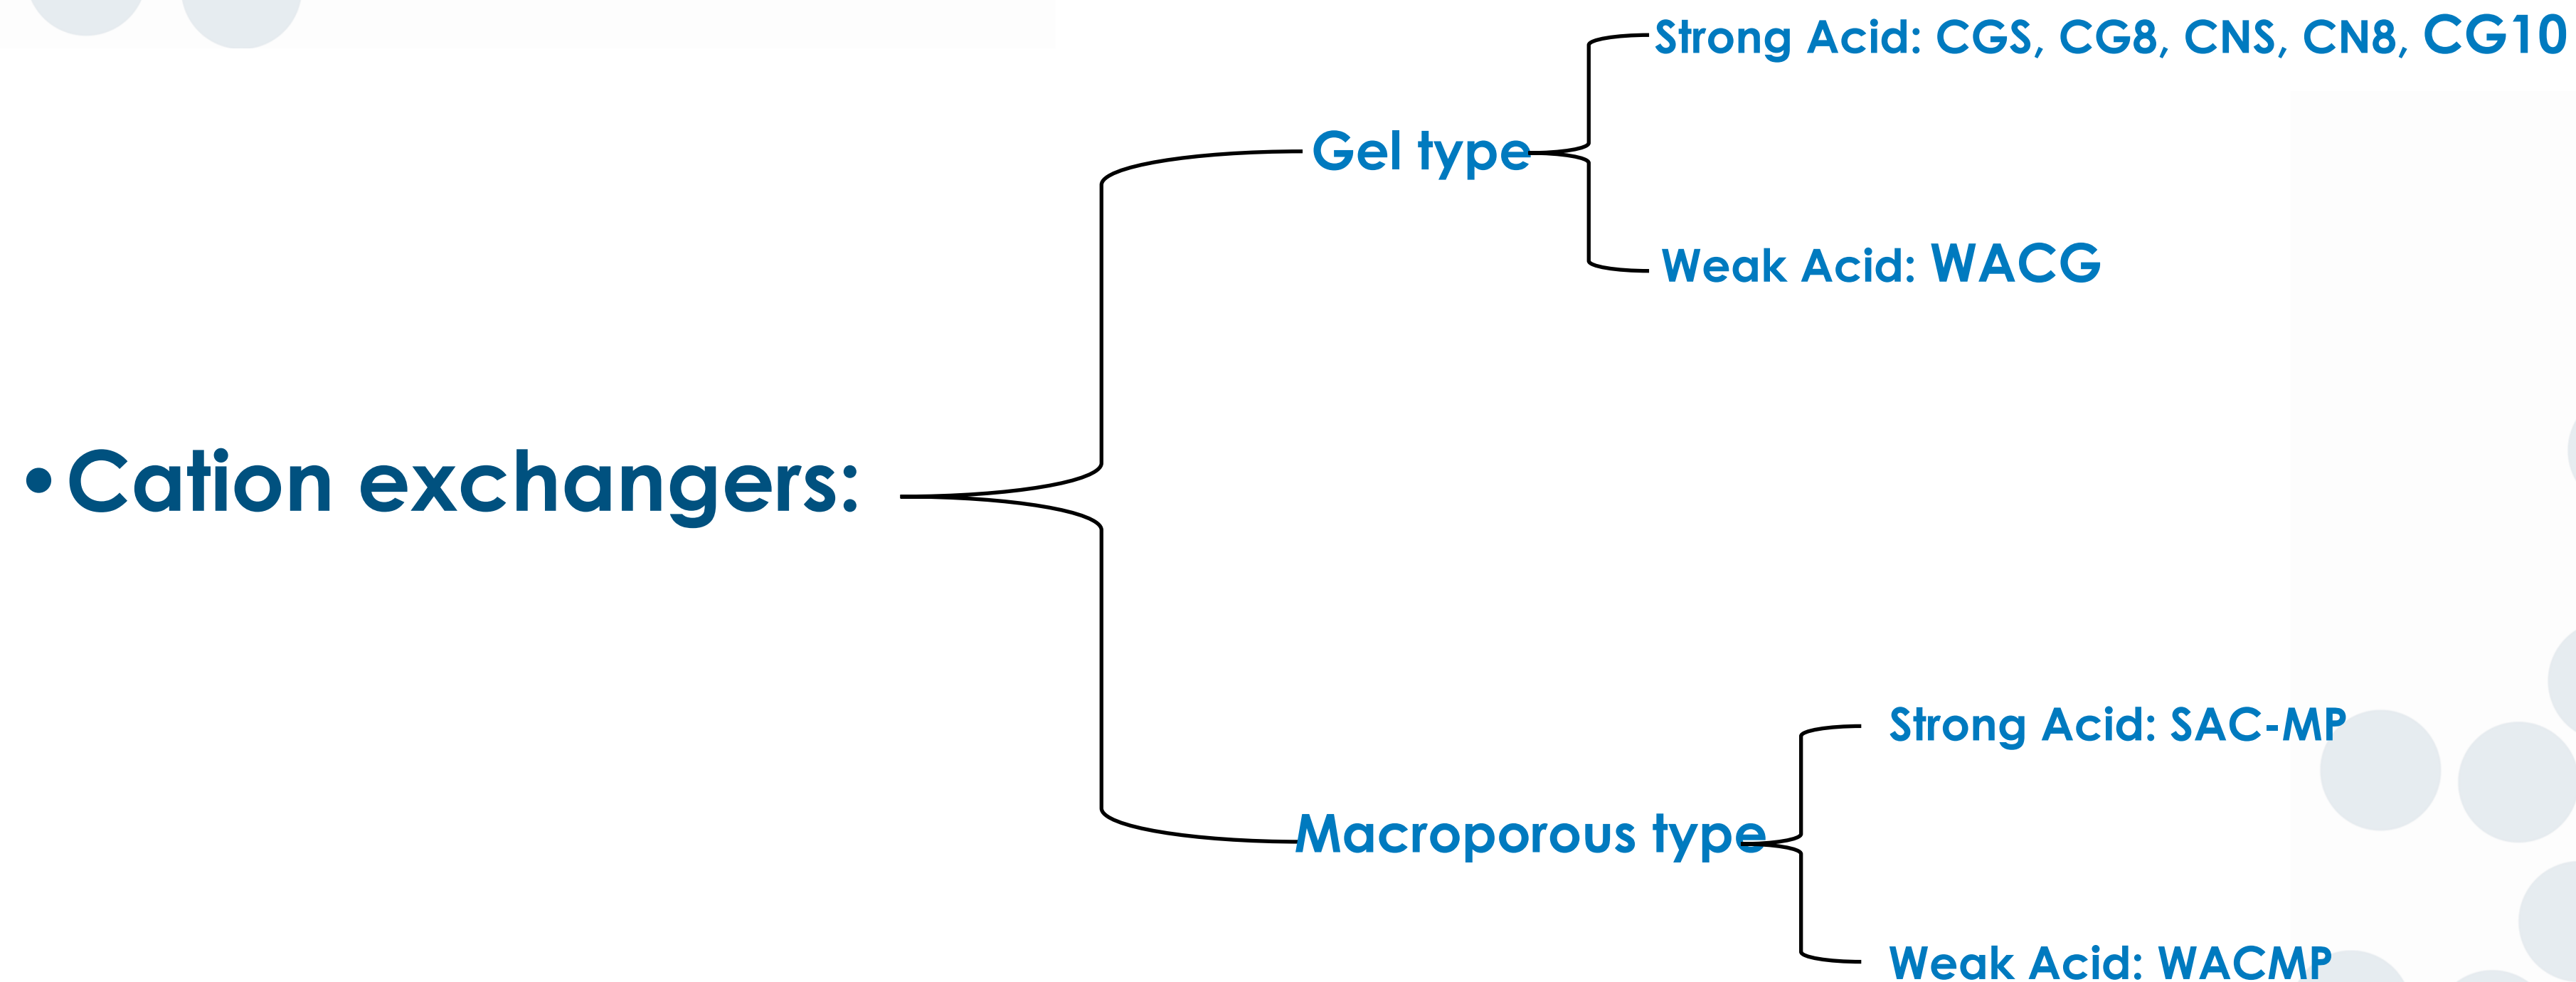 Strong Acid: CGS, CG8, CNS, CN8, CG10
Gel type
Weak Acid: WACG
• Cation exchangers:
Strong Acid: SAC-MP
Macroporous type
Weak Acid: WACMP